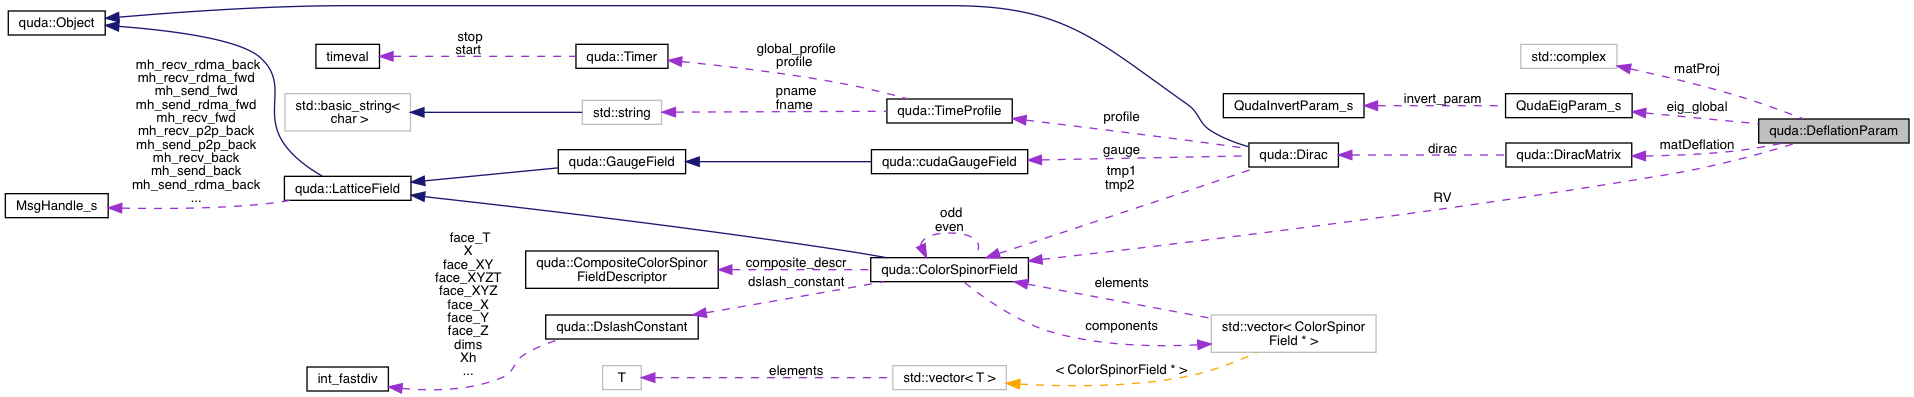 quda::Object
stop
start
timeval
quda::Timer
global_profile
profile
std::complex
matProj
mh_recv_rdma_back
mh_recv_rdma_fwd
mh_send_fwd
mh_send_rdma_fwd
mh_recv_fwd
mh_recv_p2p_back
mh_send_p2p_back
mh_recv_back
mh_send_back
mh_send_rdma_back
...
std::basic_string<
char >
std::string
pname
fname
quda::TimeProfile
profile
QudaInvertParam_s
invert_param
QudaEigParam_s
eig_global
quda::DeflationParam
quda::GaugeField
quda::cudaGaugeField
gauge
quda::Dirac
dirac
quda::DiracMatrix
matDeflation
quda::LatticeField
MsgHandle_s
tmp1
tmp2
RV
odd
even
face_T
X
face_XY
face_XYZT
face_XYZ
face_X
face_Y
face_Z
dims
Xh
...
quda::CompositeColorSpinor
FieldDescriptor
composite_descr
dslash_constant
quda::ColorSpinorField
elements
quda::DslashConstant
components
std::vector< ColorSpinor
Field * >
int_fastdiv
T
elements
std::vector< T >
< ColorSpinorField * >